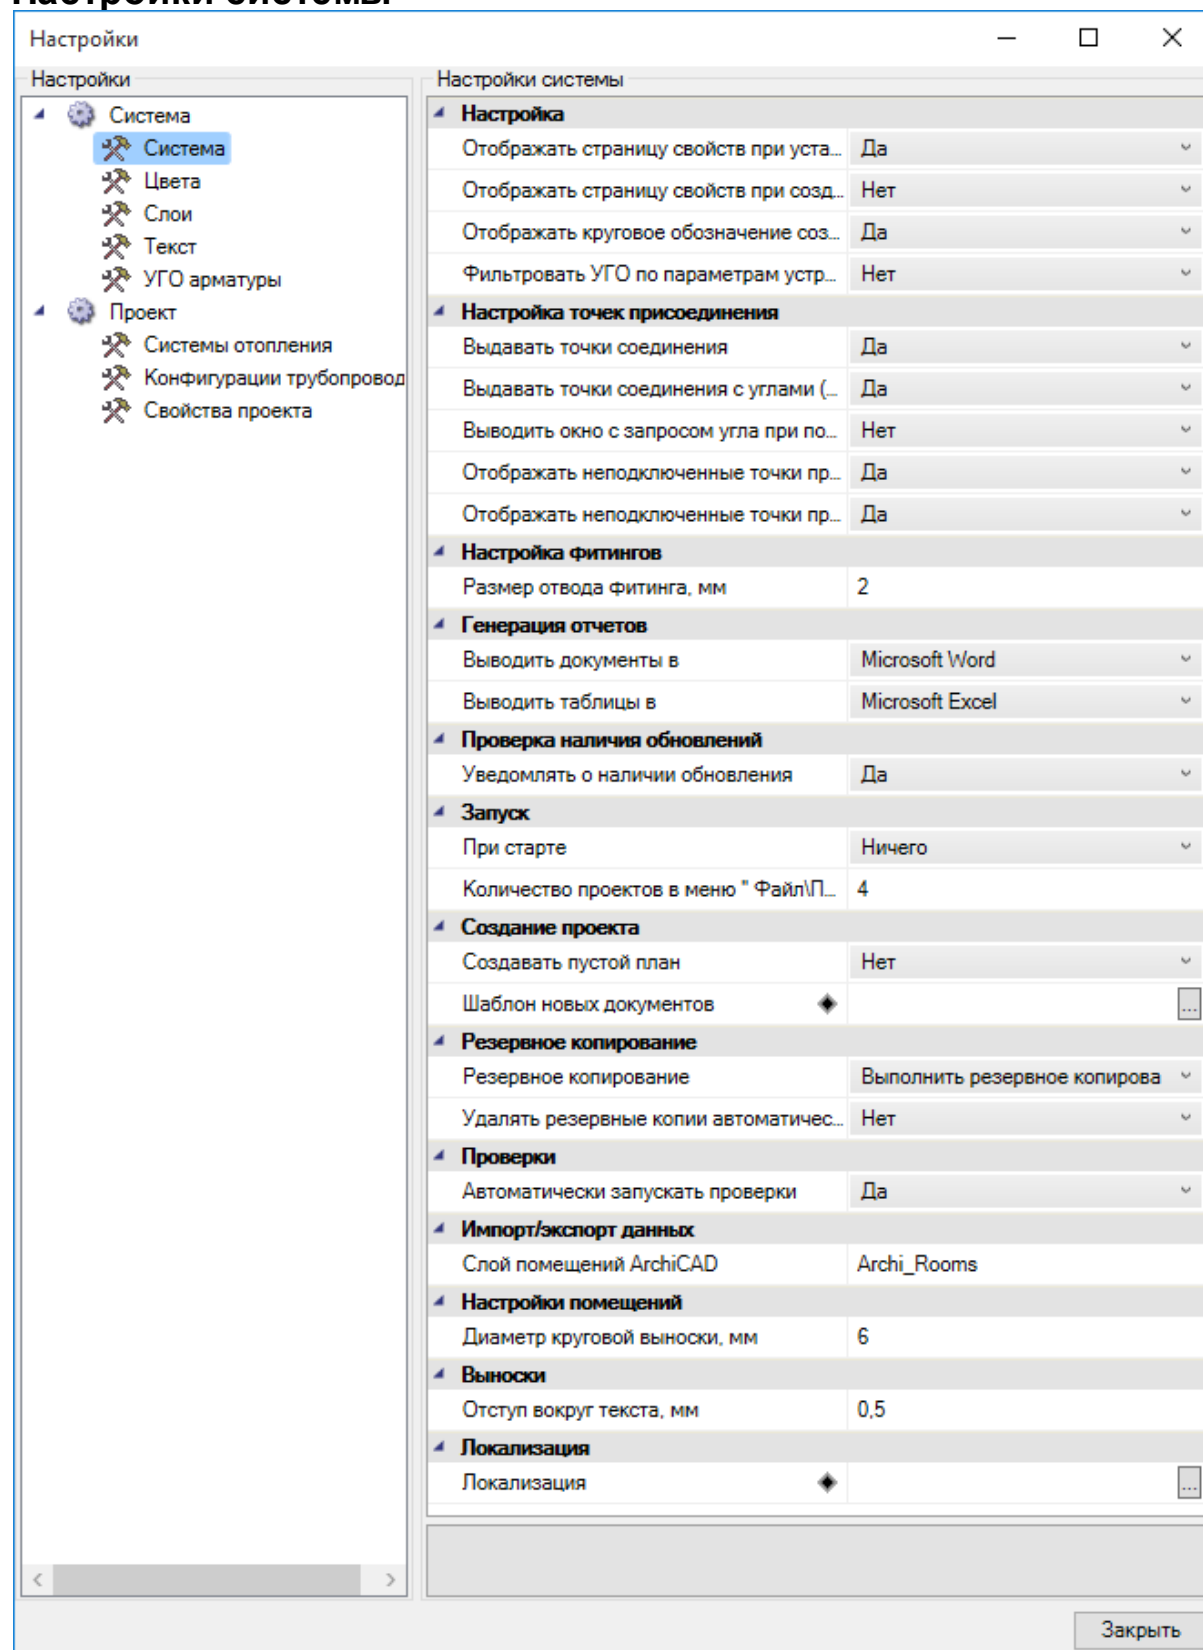 Настройки системы
Настройки
Настройки
Система
Система
Цвета
Слои
Текст
УГО арматуры
Проект
Системы отопления
Конфигурации трубопровод
Свойства проекта
Настройки системы
Настройка
Отображать страницу свойств при уста... Да
Отображать страницу свойств при созд... Нет
Отображать круговое обозначение соз... Да
Фильтровать УГО по параметрам устр... Нет
Настройка точек присоединения
Выдавать точки соединения Да
Выдавать точки соединения с углами (... Да
Выводить окно с запросом угла при по... Нет
Отображать неподключенные точки пр... Да
Отображать неподключенные точки пр... Да
Настройка фитингов
Размер отвода фитинга, мм 2
Генерация отчетов
Выводить документы в Microsoft Word
Выводить таблицы в Microsoft Excel
Проверка наличия обновлений
Уведомлять о наличии обновления Да
Запуск
При старте Ничего
Количество проектов в меню " Файл\П... 4
Создание проекта
Создавать пустой план Нет
Шаблон новых документов ...
Резервное копирование
Резервное копирование Выполнить резервное копирова
Удалять резервные копии автоматичес... Нет
Проверки
Автоматически запускать проверки Да
Импорт/экспорт данных
Слой помещений ArchiCAD Archi_Rooms
Настройки помещений
Диаметр круговой выноски, мм 6
Выноски
Отступ вокруг текста, мм 0,5
Локализация
Локализация ...
Закрыть